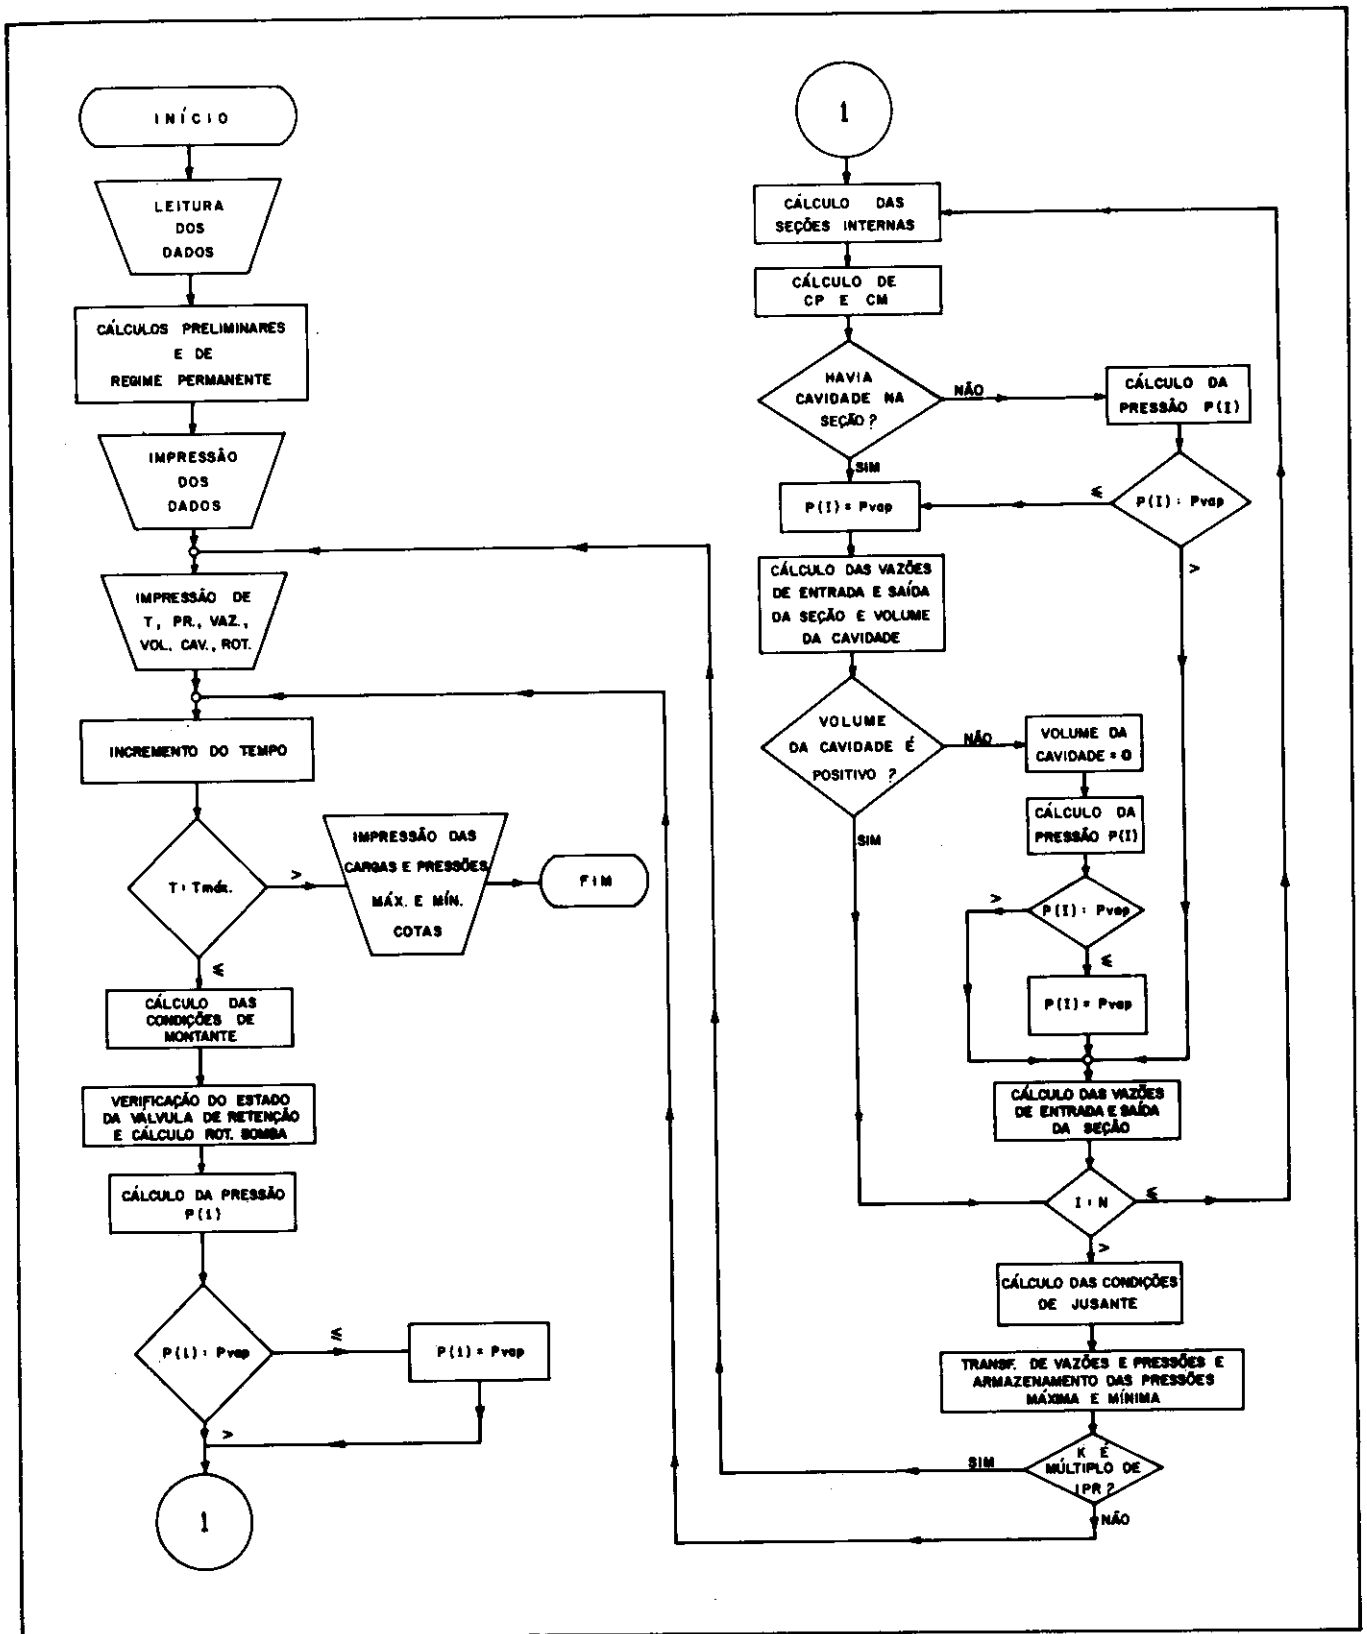 INÍCIO
LEITURA
DOS
DADOS
CÁLCULOS PRELIMINARES
E DE
REGIME PERMANENTE
IMPRESSÃO
DOS
DADOS
IMPRESSÃO DE
T, PR., VAZ.,
VOL. CAV., ROT.
INCREMENTO DO TEMPO
T : Tmáx.
>
IMPRESSÃO DAS
CARGAS E PRESSÕES
MÁX. E MÍN.
COTAS
FIM
≤
CÁLCULO DAS
CONDIÇÕES DE
MONTANTE
VERIFICAÇÃO DO ESTADO
DA VÁLVULA DE RETENÇÃO
E CÁLCULO ROT. BOMBA
CÁLCULO DA PRESSÃO
P(1)
P(1) : Pvap
≤
P(1) = Pvap
>
1
1
CÁLCULO DAS
SEÇÕES INTERNAS
CÁLCULO DE
CP E CM
HAVIA
CAVIDADE NA
SEÇÃO ?
NÃO
CÁLCULO DA
PRESSÃO P(I)
SIM
P(I) = Pvap
≤
P(I) : Pvap
>
CÁLCULO DAS VAZÕES
DE ENTRADA E SAÍDA
DA SEÇÃO E VOLUME
DA CAVIDADE
VOLUME
DA CAVIDADE É
POSITIVO ?
NÃO
VOLUME DA
CAVIDADE = 0
SIM
CÁLCULO DA
PRESSÃO P(I)
P(I) : Pvap
>
≤
P(I) = Pvap
CÁLCULO DAS VAZÕES
DE ENTRADA E SAÍDA
DA SEÇÃO
I : N
≤
>
CÁLCULO DAS CONDIÇÕES
DE JUSANTE
TRANSF. DE VAZÕES E PRESSÕES E
ARMAZENAMENTO DAS PRESSÕES
MÁXIMA E MÍNIMA
K É
MÚLTIPLO DE
IPR ?
SIM
NÃO